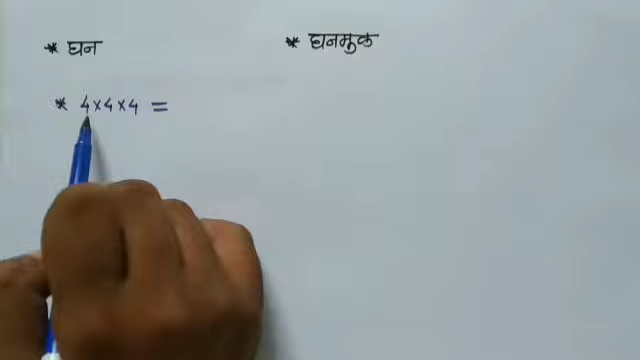 * घन
* घनमुळ
* 4×4×4 =